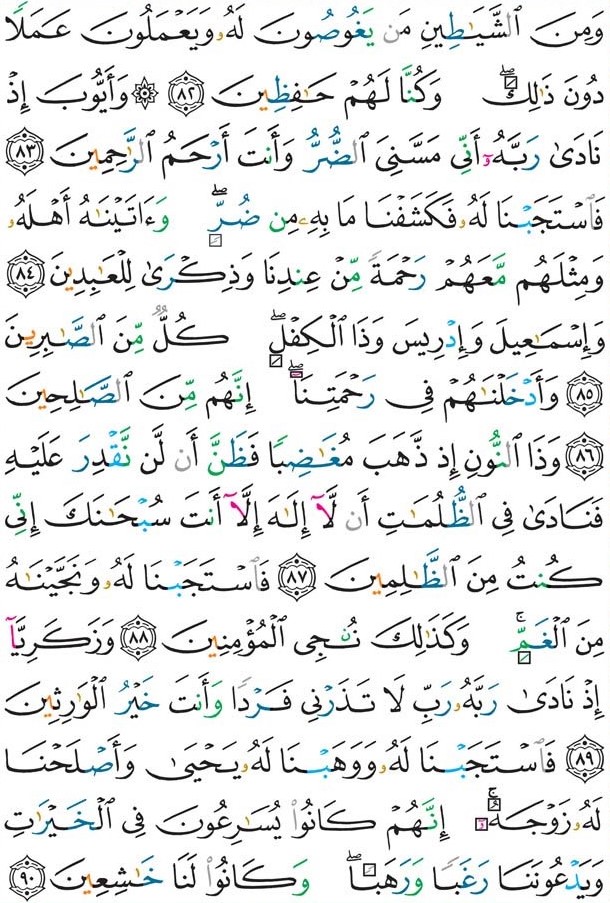 وَمِنَ ٱلشَّيَـٰطِينِ مَن يَغُوصُونَ لَهُۥ وَيَعْمَلُونَ عَمَلًا
دُونَ ذَٰلِكَ ۖ وَكُنَّا لَهُمْ حَـٰفِظِينَ ﴿٨٢﴾ ۞ وَأَيُّوبَ إِذْ
نَادَىٰ رَبَّهُۥٓ أَنِّى مَسَّنِىَ ٱلضُّرُّ وَأَنتَ أَرْحَمُ ٱلرَّٰحِمِينَ ﴿٨٣﴾
فَٱسْتَجَبْنَا لَهُۥ فَكَشَفْنَا مَا بِهِۦ مِن ضُرٍّ ۖ وَءَاتَيْنَـٰهُ أَهْلَهُۥ
وَمِثْلَهُم مَّعَهُمْ رَحْمَةً مِّنْ عِندِنَا وَذِكْرَىٰ لِلْعَـٰبِدِينَ ﴿٨٤﴾
وَإِسْمَـٰعِيلَ وَإِدْرِيسَ وَذَا ٱلْكِفْلِ ۖ كُلٌّ مِّنَ ٱلصَّـٰبِرِينَ
﴿٨٥﴾ وَأَدْخَلْنَـٰهُمْ فِى رَحْمَتِنَآ ۖ إِنَّهُم مِّنَ ٱلصَّـٰلِحِينَ
﴿٨٦﴾ وَذَا ٱلنُّونِ إِذ ذَّهَبَ مُغَـٰضِبًا فَظَنَّ أَن لَّن نَّقْدِرَ عَلَيْهِ
فَنَادَىٰ فِى ٱلظُّلُمَـٰتِ أَن لَّآ إِلَـٰهَ إِلَّآ أَنتَ سُبْحَـٰنَكَ إِنِّى
كُنتُ مِنَ ٱلظَّـٰلِمِينَ ﴿٨٧﴾ فَٱسْتَجَبْنَا لَهُۥ وَنَجَّيْنَـٰهُ
مِنَ ٱلْغَمِّ ۚ وَكَذَٰلِكَ نُـۨجِى ٱلْمُؤْمِنِينَ ﴿٨٨﴾ وَزَكَرِيَّآ
إِذْ نَادَىٰ رَبَّهُۥ رَبِّ لَا تَذَرْنِى فَرْدًا وَأَنتَ خَيْرُ ٱلْوَٰرِثِينَ
﴿٨٩﴾ فَٱسْتَجَبْنَا لَهُۥ وَوَهَبْنَا لَهُۥ يَحْيَىٰ وَأَصْلَحْنَا
لَهُۥ زَوْجَهُۥٓ ۚ إِنَّهُمْ كَانُوا۟ يُسَـٰرِعُونَ فِى ٱلْخَيْرَٰتِ
وَيَدْعُونَنَا رَغَبًا وَرَهَبًا ۖ وَكَانُوا۟ لَنَا خَـٰشِعِينَ ﴿٩٠﴾